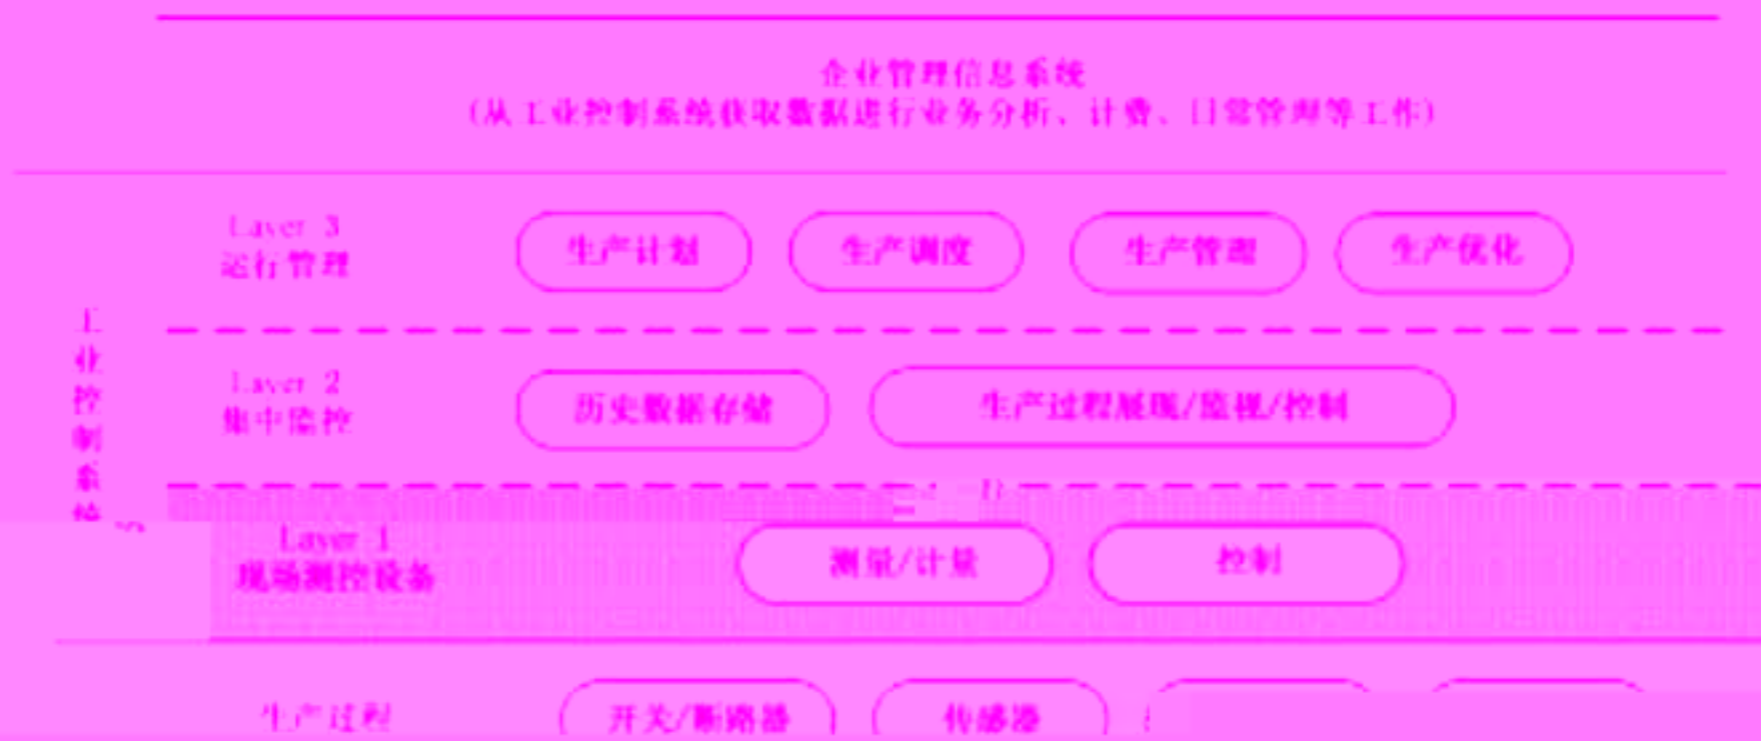 企业管理信息系统
(从工业控制系统获取数据进行业务分析、计费、日常管理等工作)
Layer 3
运行管理
生产计划
生产调度
生产管理
生产优化
工业控制系统
Layer 2
集中监控
历史数据存储
生产过程展现/监视/控制
Layer 1
现场测控设备
测量/计量
控制
生产过程
开关/断路器
传感器